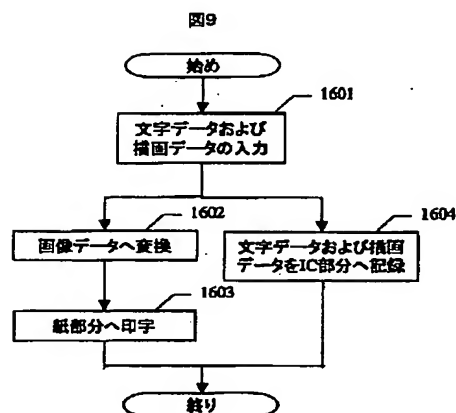 図9
始め
1601
文字データおよび
描画データの入力
1602
画像データへ変換
1604
文字データおよび描画
データをIC部分へ記録
1603
紙部分へ印字
終り